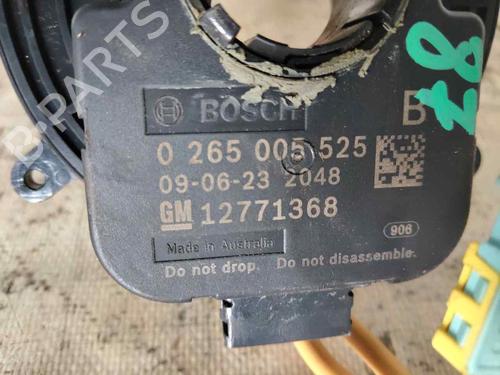 BOSCH
B
Z8
0 265 005 525
09-06-23 2048
GM 12771368
906
Made in Australia
Do not drop. Do not disassemble.